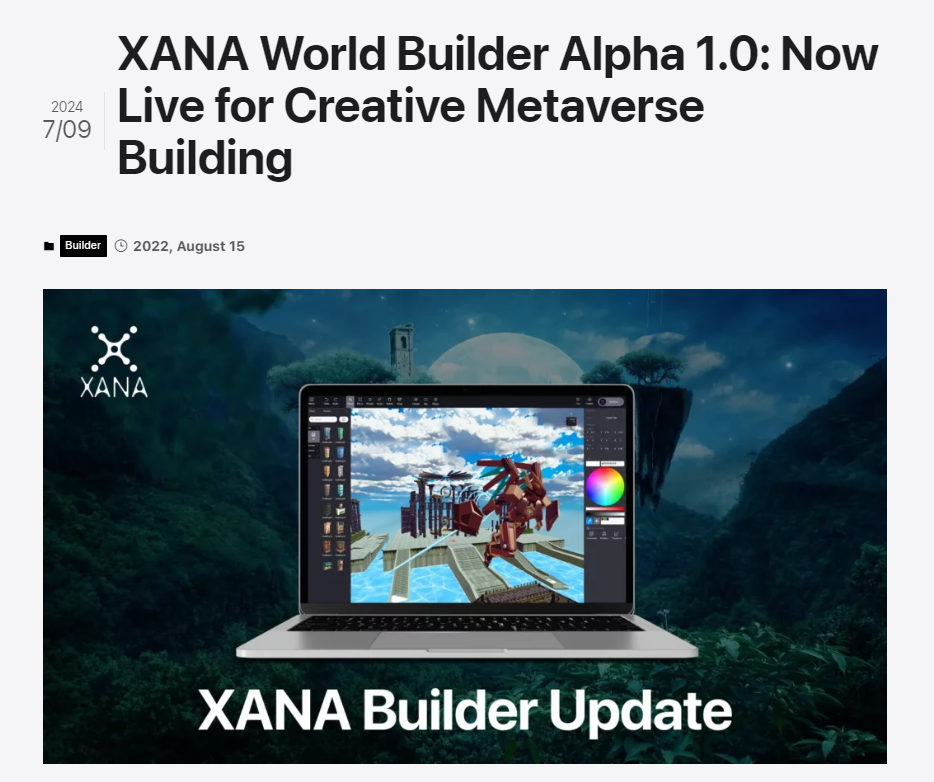 XANA World Builder Alpha 1.0: Now
Live for Creative Metaverse
Building
2024
7/09
Builder 2022, August 15
XANA
XANA Builder Update